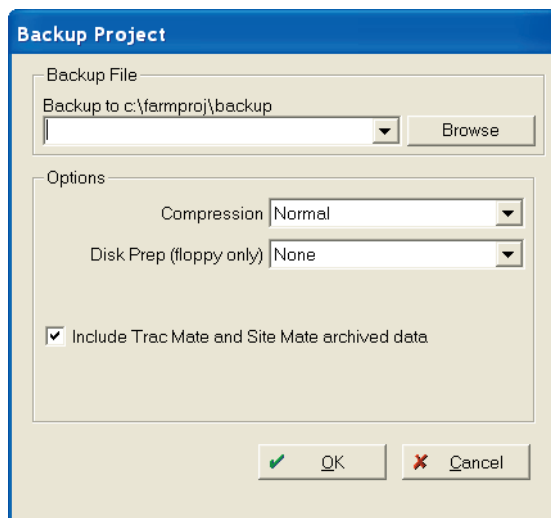 Backup Project
Backup File
Backup to c:\farmproj\backup
Browse
Options
Compression Normal
Disk Prep (floppy only) None
Include Trac Mate and Site Mate archived data
OK Cancel